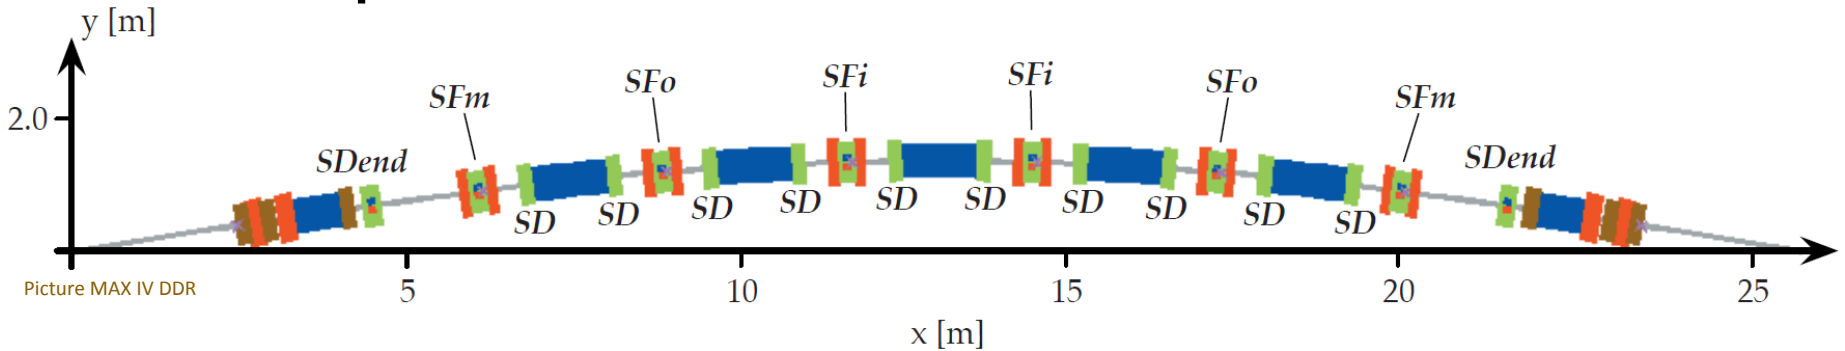 y [m]
SFi
SFi
SFo
SFo
SFm
SFm
2.0
SDend
SDend
SD
SD
SD
SD
SD
SD
SD
SD
SD
SD
Picture MAX IV DDR
5
10
15
20
25
x [m]